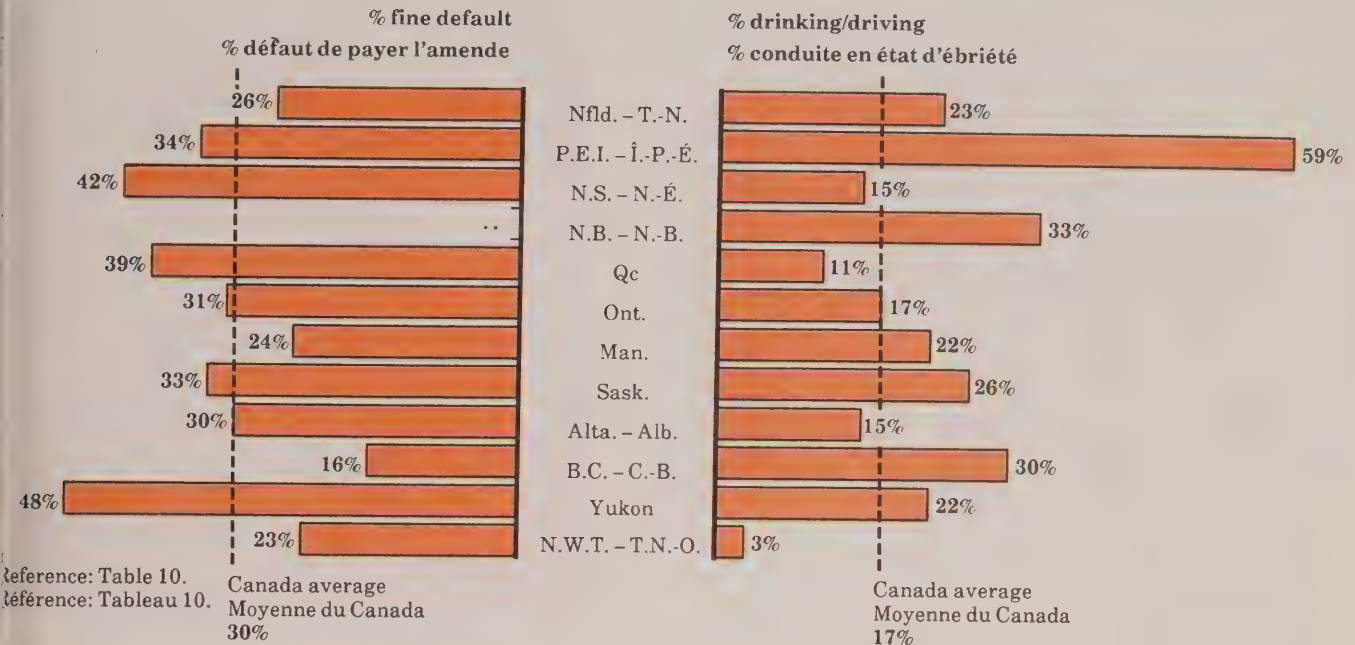 % fine default
% défaut de payer l'amende
% drinking/driving
% conduite en état d'ébriété
26% Nfld. – T.-N. 23%
34% P.E.I. – Î.-P.-É. 59%
42% N.S. – N.-É. 15%
.. N.B. – N.-B. 33%
39% Qc 11%
31% Ont. 17%
24% Man. 22%
33% Sask. 26%
30% Alta. – Alb. 15%
16% B.C. – C.-B. 30%
48% Yukon 22%
23% N.W.T. – T.N.-O. 3%
Reference: Table 10.
Référence: Tableau 10.
Canada average
Moyenne du Canada
30%
Canada average
Moyenne du Canada
17%